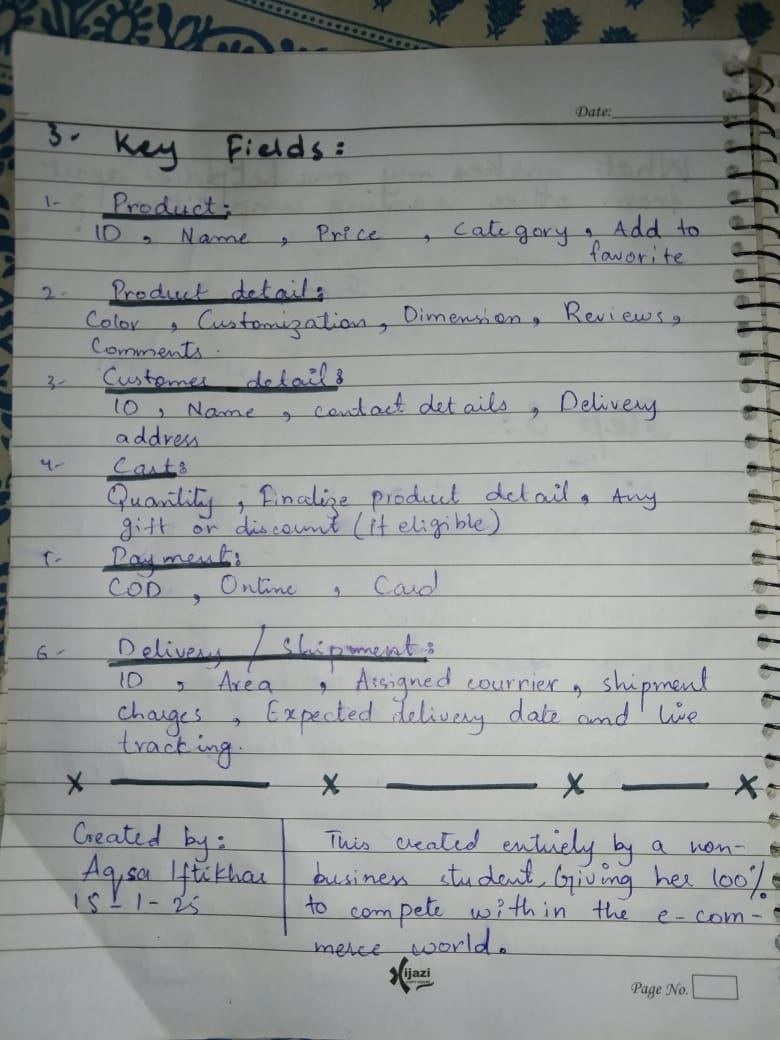 Date:
3- Key Fields:
1- Product:
ID, Name, Price, Category, Add to
favorite
2- Product detail:
Color, Customization, Dimension, Reviews,
Comments.
3- Customer detail:
ID, Name, contact details, Delivery
address
4- Cart:
Quantility, Finalize product detail, Any
gift or discount (if eligible)
5- Payment:
COD, Online, Card
6- Delivery / Shipment:
ID, Area, Assigned courrier, shipment
charges, Expected delivery date and live
tracking.
x x x x
Created by:
Aqsa Iftikhar
15-1-25
This created entirely by a non-
business student, Giving her 100%
to compete within the e-com-
merce world.
Xijazi
Page No.